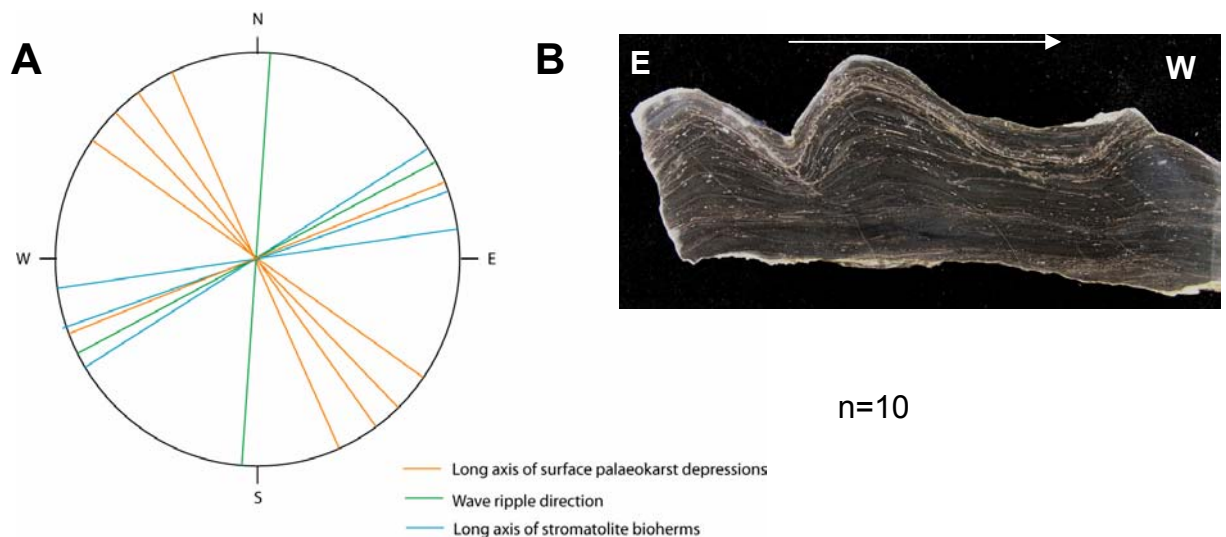 A
N
W
E
S
Long axis of surface palaeokarst depressions
Wave ripple direction
Long axis of stromatolite bioherms
B
E
W
n=10